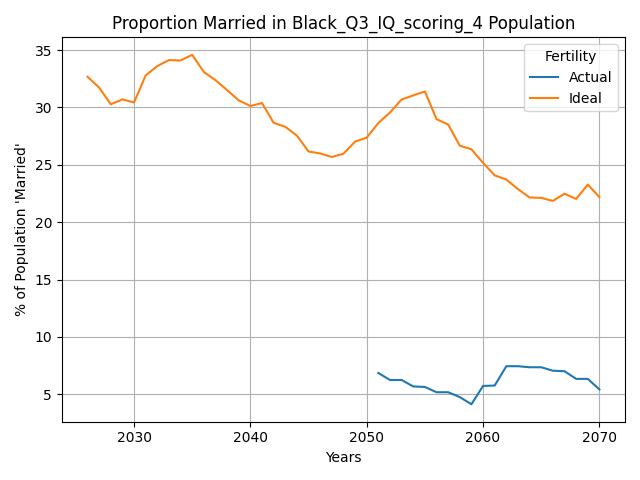 Proportion Married in Black_Q3_IQ_scoring_4 Population
Fertility
Actual
Ideal
% of Population 'Married'
35
30
25
20
15
10
5
2030
2040
2050
2060
2070
Years